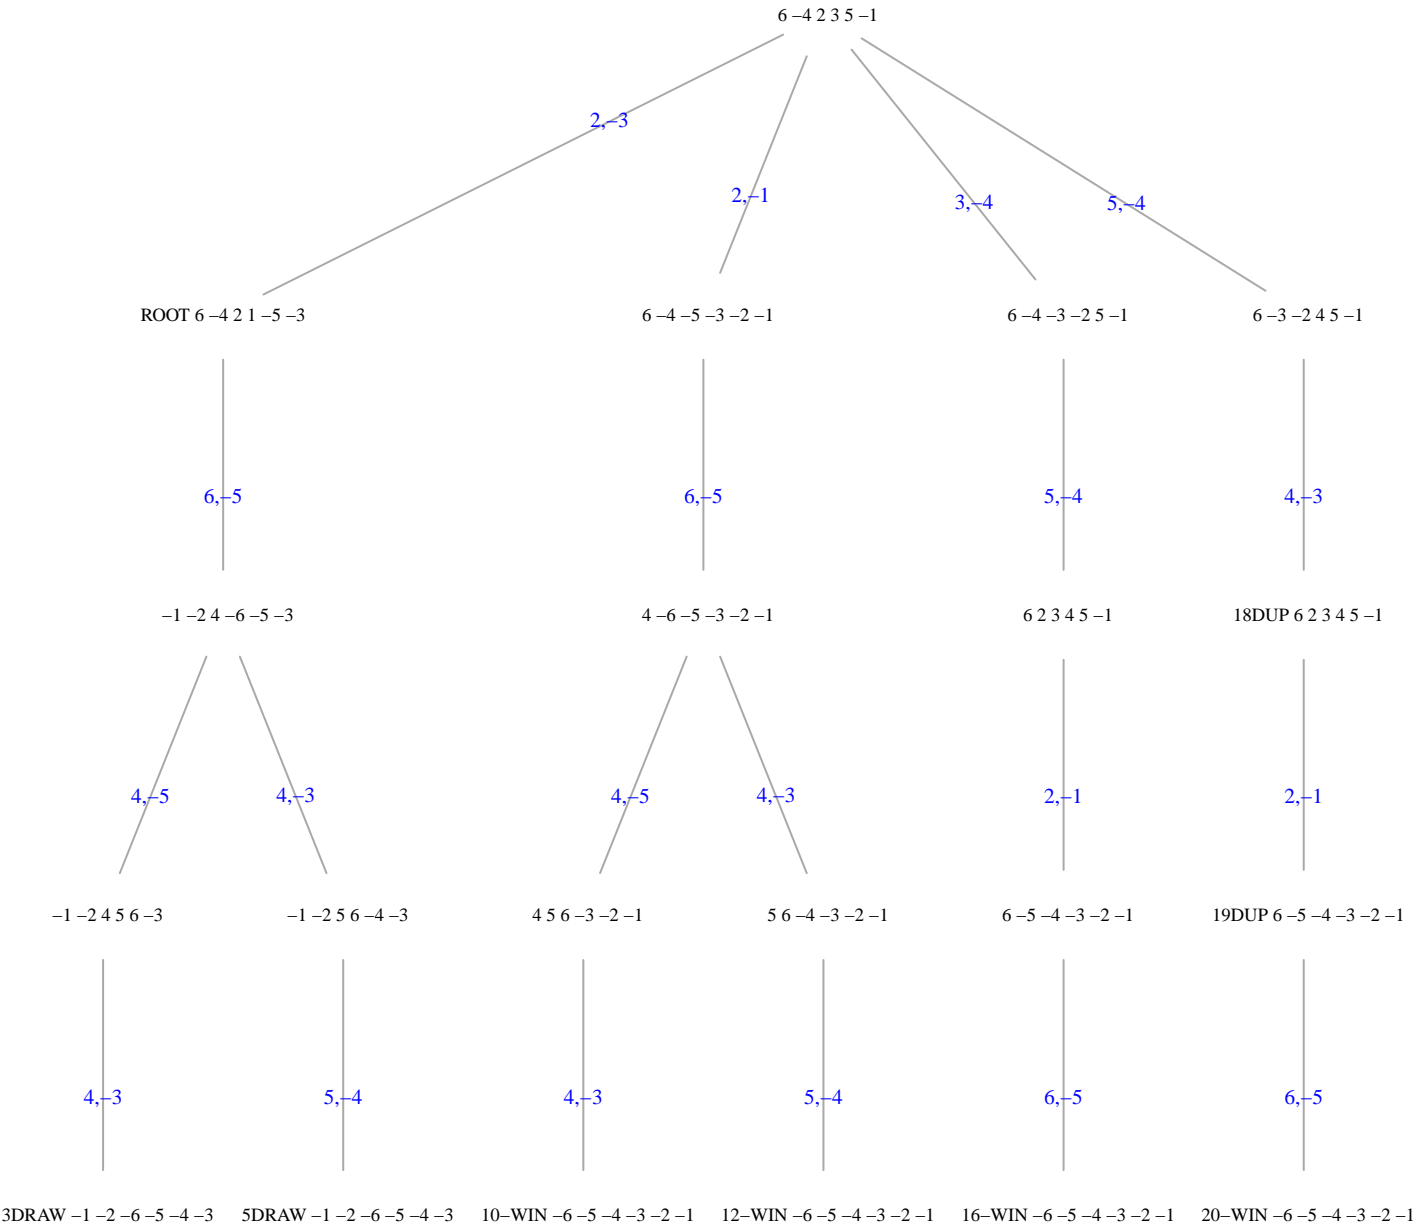 6 –4 2 3 5 –1
2,–3
2,–1
3,–4
5,–4
ROOT 6 –4 2 1 –5 –3
6 –4 –5 –3 –2 –1
6 –4 –3 –2 5 –1
6 –3 –2 4 5 –1
6,–5
6,–5
5,–4
4,–3
–1 –2 4 –6 –5 –3
4 –6 –5 –3 –2 –1
6 2 3 4 5 –1
18DUP 6 2 3 4 5 –1
4,–5
4,–3
4,–5
4,–3
2,–1
2,–1
–1 –2 4 5 6 –3
–1 –2 5 6 –4 –3
4 5 6 –3 –2 –1
5 6 –4 –3 –2 –1
6 –5 –4 –3 –2 –1
19DUP 6 –5 –4 –3 –2 –1
4,–3
5,–4
4,–3
5,–4
6,–5
6,–5
3DRAW –1 –2 –6 –5 –4 –3
5DRAW –1 –2 –6 –5 –4 –3
10–WIN –6 –5 –4 –3 –2 –1
12–WIN –6 –5 –4 –3 –2 –1
16–WIN –6 –5 –4 –3 –2 –1
20–WIN –6 –5 –4 –3 –2 –1